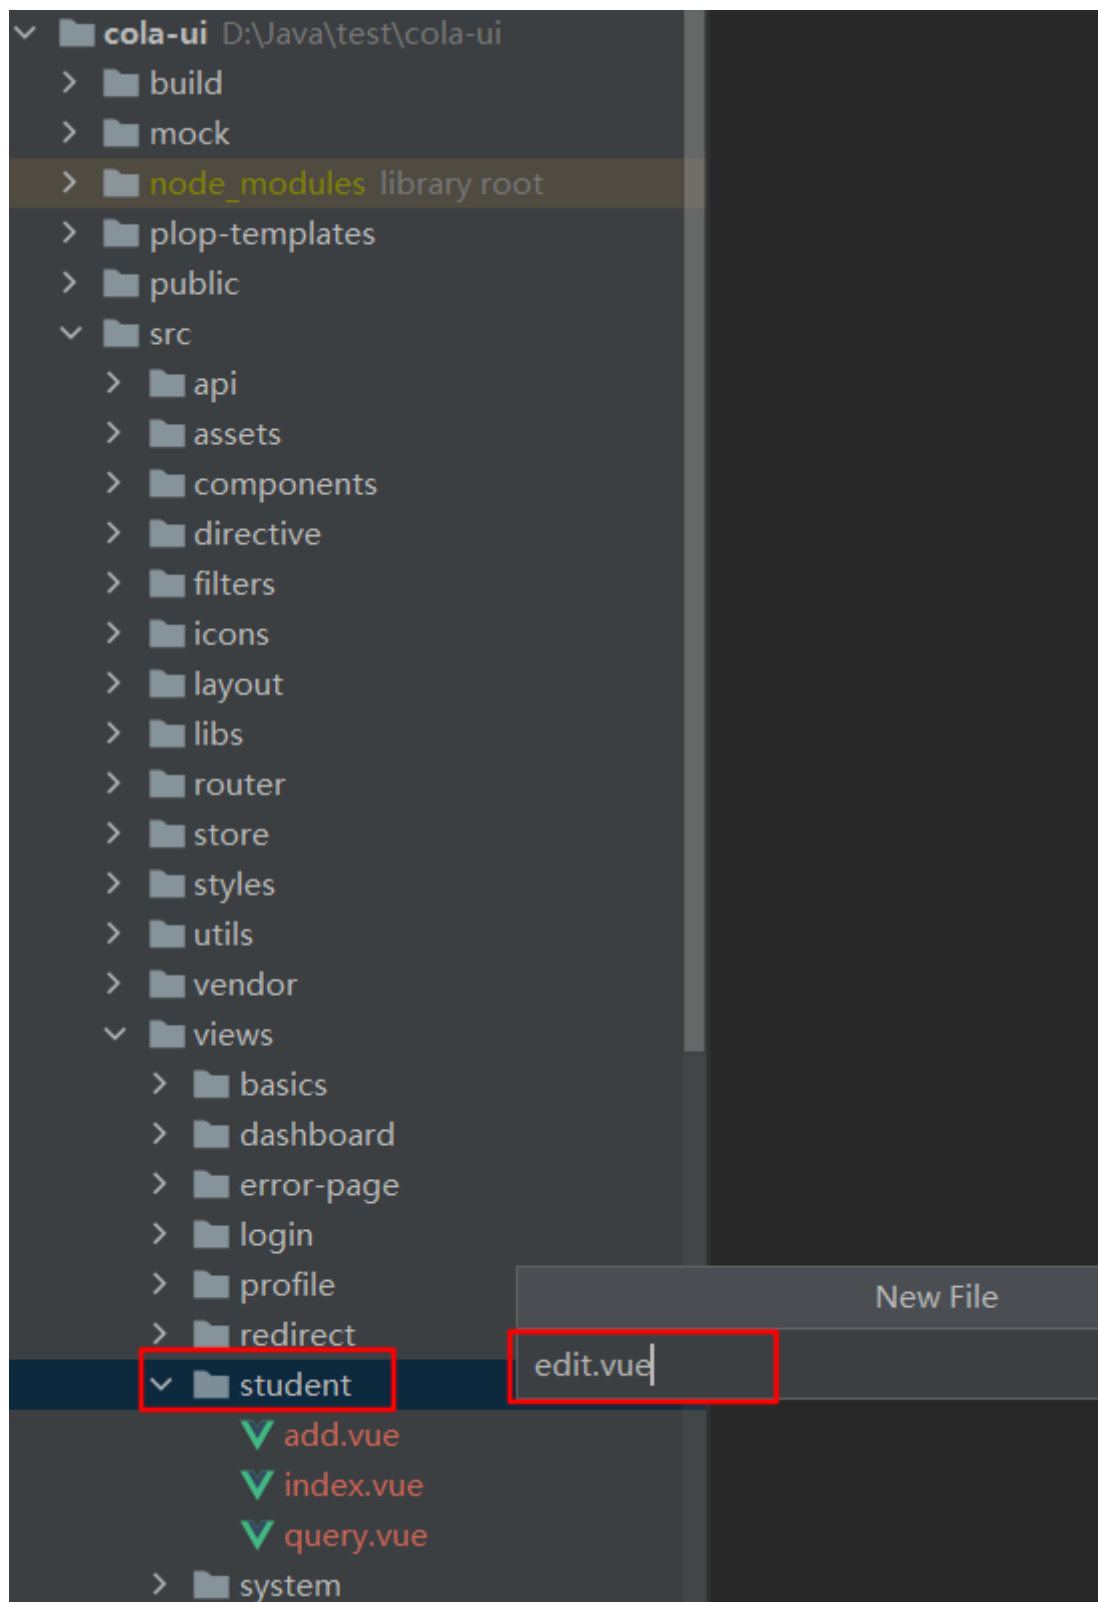 cola-ui D:\Java\test\cola-ui
build
mock
node_modules library root
plop-templates
public
src
api
assets
components
directive
filters
icons
layout
libs
router
store
styles
utils
vendor
views
basics
dashboard
error-page
login
profile
New File
redirect
edit.vue
student
add.vue
index.vue
query.vue
system